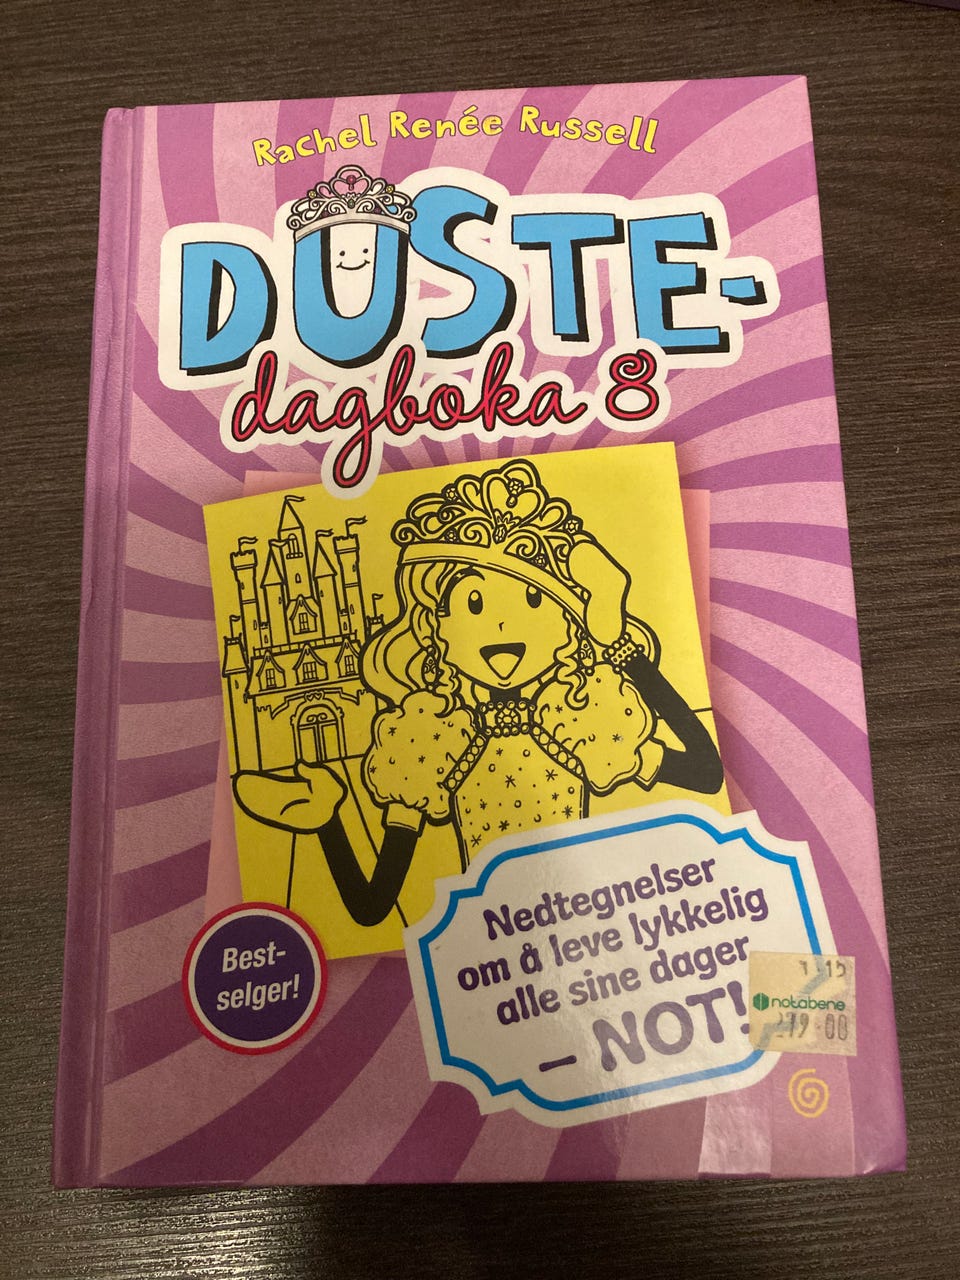 Rachel Renée Russell
DUSTE-
dagboka 8
Nedtegnelser
om å leve lykkelig
alle sine dager
– NOT!
Best-
selger!
notabene